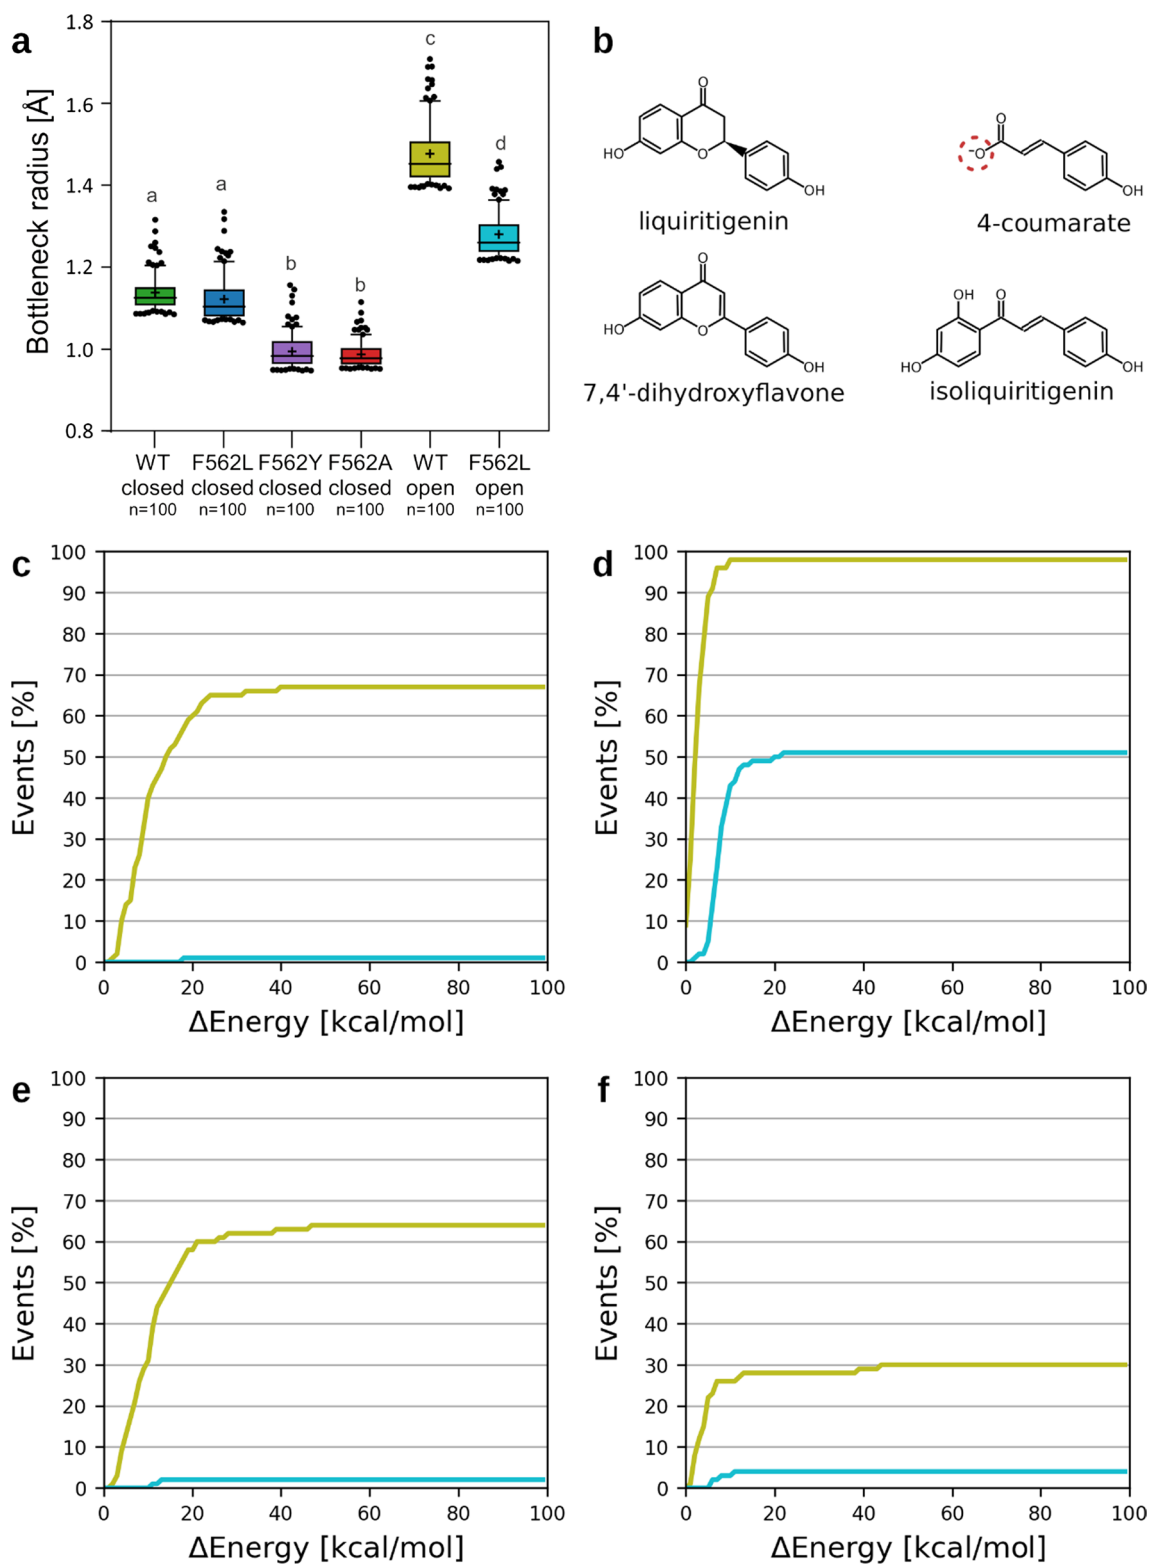 a
Bottleneck radius [Å]
1.8
1.6
1.4
1.2
1.0
0.8
a
a
b
b
c
d
WT
closed
n=100
F562L
closed
n=100
F562Y
closed
n=100
F562A
closed
n=100
WT
open
n=100
F562L
open
n=100
b
O
HO
O
OH
liquiritigenin
O
−O
OH
4-coumarate
O
HO
O
OH
7,4'-dihydroxyflavone
OH
O
HO
OH
isoliquiritigenin
c
Events [%]
100
90
80
70
60
50
40
30
20
10
0
0 20 40 60 80 100
ΔEnergy [kcal/mol]
d
Events [%]
100
90
80
70
60
50
40
30
20
10
0
0 20 40 60 80 100
ΔEnergy [kcal/mol]
e
Events [%]
100
90
80
70
60
50
40
30
20
10
0
0 20 40 60 80 100
ΔEnergy [kcal/mol]
f
Events [%]
100
90
80
70
60
50
40
30
20
10
0
0 20 40 60 80 100
ΔEnergy [kcal/mol]